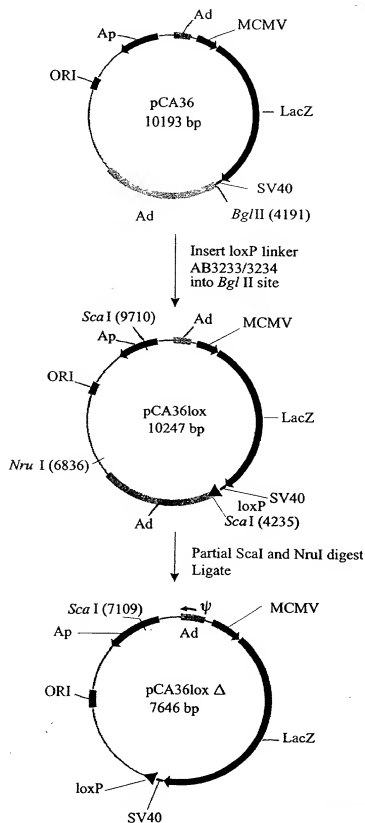 Ad
MCMV
Ap
ORI
pCA36
10193 bp
LacZ
SV40
BglII (4191)
Ad
Insert loxP linker
AB3233/3234
into Bgl II site
ScaI (9710)
Ad
MCMV
Ap
ORI
pCA36lox
10247 bp
LacZ
Nru I (6836)
SV40
loxP
ScaI (4235)
Ad
Partial ScaI and NruI digest
Ligate
ScaI (7109)
ψ
MCMV
Ap
Ad
ORI
pCA36lox Δ
7646 bp
LacZ
loxP
SV40